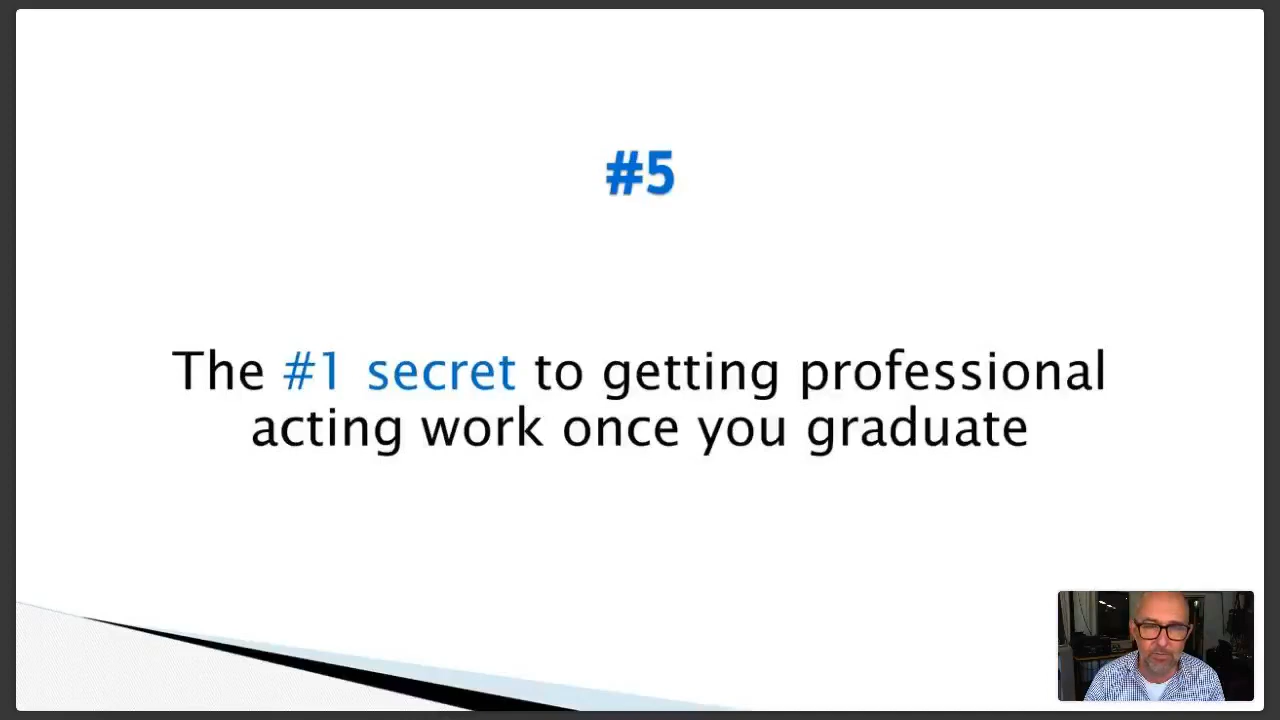 #5
The #1 secret to getting professional
acting work once you graduate